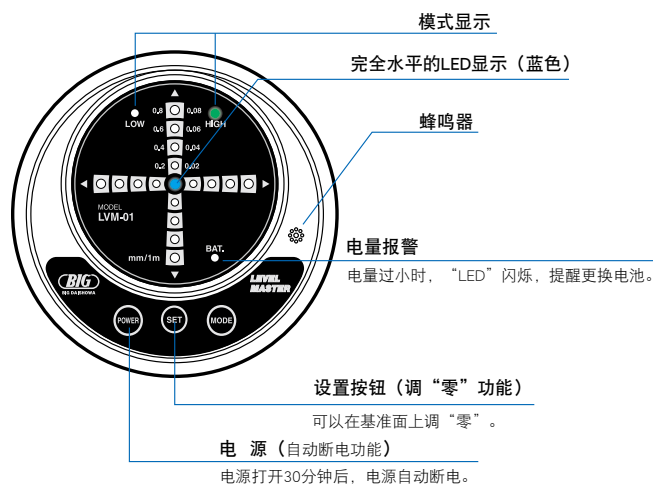 模式显示
完全水平的LED显示（蓝色）
蜂鸣器
0.8 0.08
LOW HIGH
0.6 0.06
0.4 0.04
0.2 0.02
MODEL
LVM-01
mm/1m
BAT.
电量报警
电量过小时，“LED”闪烁，提醒更换电池。
BIG
BIG DAISHOWA
LEVEL
MASTER
POWER SET MODE
设置按钮（调“零”功能）
可以在基准面上调“零”。
电 源（自动断电功能）
电源打开30分钟后，电源自动断电。